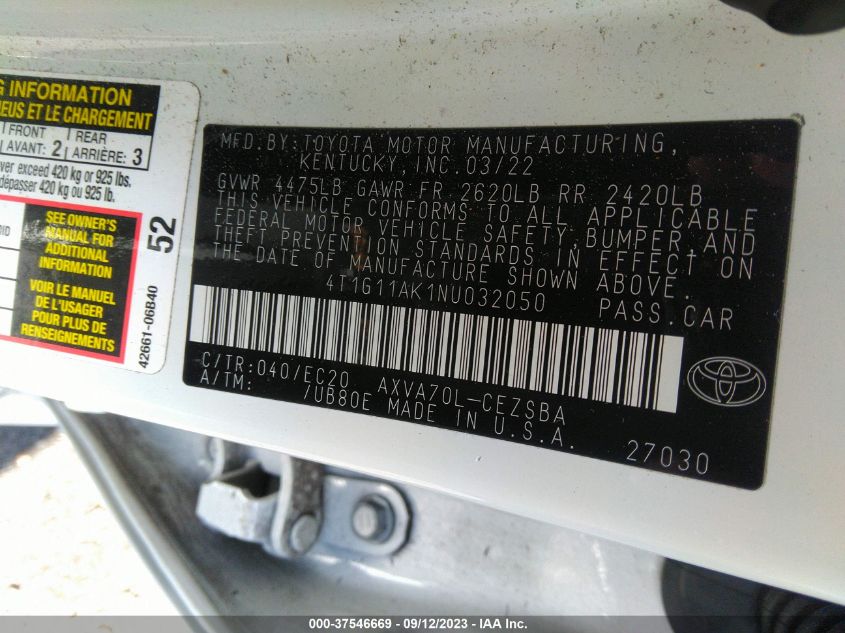 G INFORMATION
NEUS ET LE CHARGEMENT
FRONT
AVANT: 2
REAR
ARRIÈRE: 3
ver exceed 420 kg or 925 lbs.
dépasser 420 kg ou 925 lb.
SEE OWNER'S
MANUAL FOR
ADDITIONAL
INFORMATION
VOIR LE MANUEL
DE L'USAGER
POUR PLUS DE
RENSEIGNEMENTS
52
42661-06B40
MFD.BY:TOYOTA MOTOR MANUFACTURING,
KENTUCKY,INC.03/22
GVWR 4475LB GAWR FR 2620LB RR 2420LB
THIS VEHICLE CONFORMS TO ALL APPLICABLE
FEDERAL MOTOR VEHICLE SAFETY,BUMPER,AND
THEFT PREVENTION STANDARDS IN EFFECT ON
THE DATE OF MANUFACTURE SHOWN ABOVE.
4T1G11AK1NU032050 PASS.CAR
C/TR:040/EC20 AXVA70L-CEZSBA
A/TM: /UB80E MADE IN U.S.A.
27030
000-37546669 - 09/12/2023 - IAA Inc.